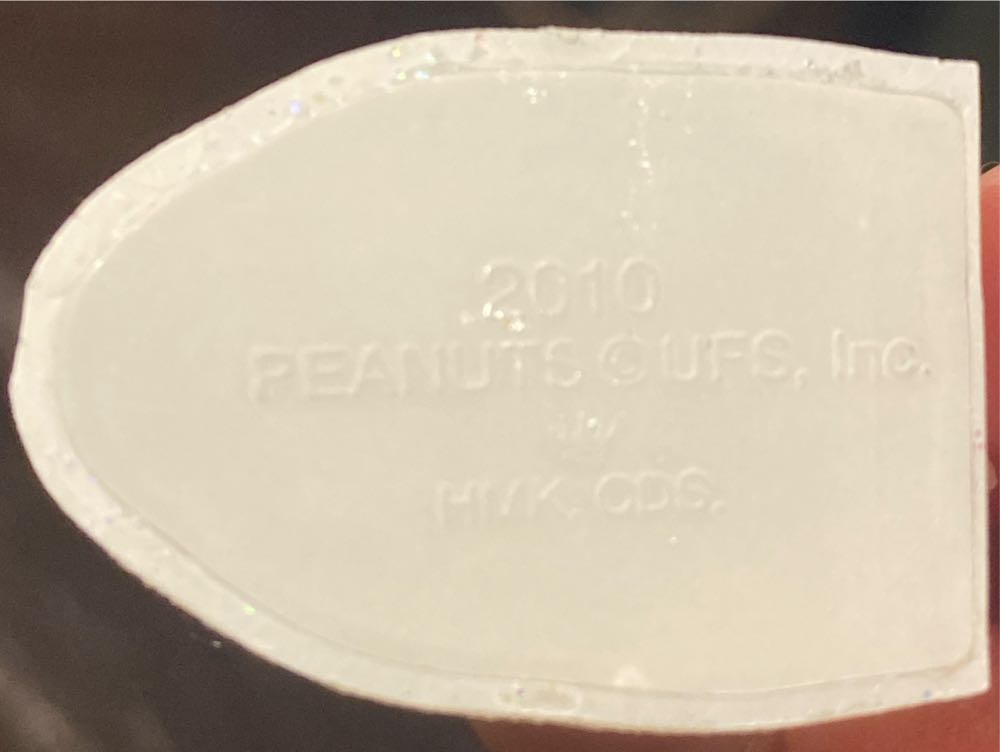 2010
PEANUTS © UFS, Inc.
HMK. CDS.